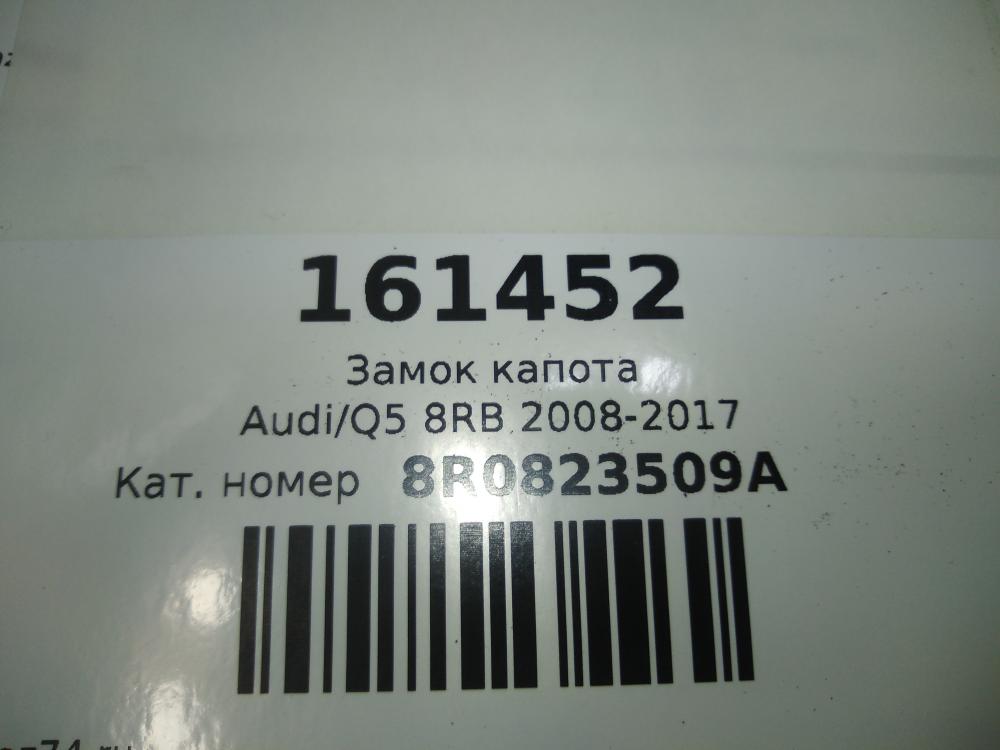 161452
Замок капота
Audi/Q5 8RB 2008-2017
Кат. номер 8R0823509A